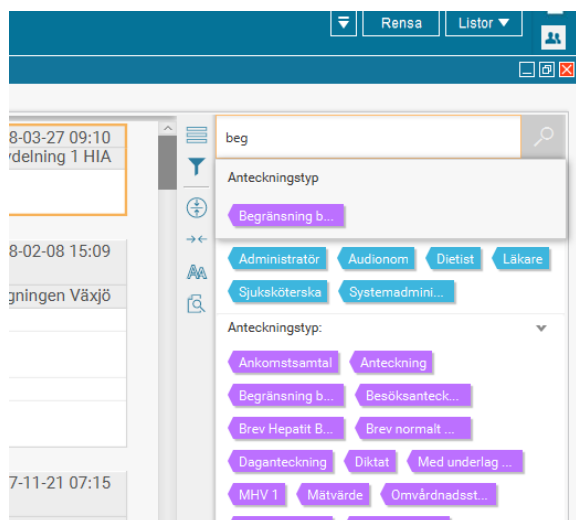 Rensa
Listor
8-03-27 09:10
vdelning 1 HIA
8-02-08 15:09
gningen Växjö
7-11-21 07:15
beg
Anteckningstyp
Begränsning b...
Administratör Audionom Dietist Läkare
Sjuksköterska Systemadmini...
Anteckningstyp:
Ankomstsamtal Anteckning
Begränsning b... Besöksanteck...
Brev Hepatit B... Brev normalt ...
Daganteckning Diktat Med underlag ...
MHV 1 Mätvärde Omvårdnadsst...